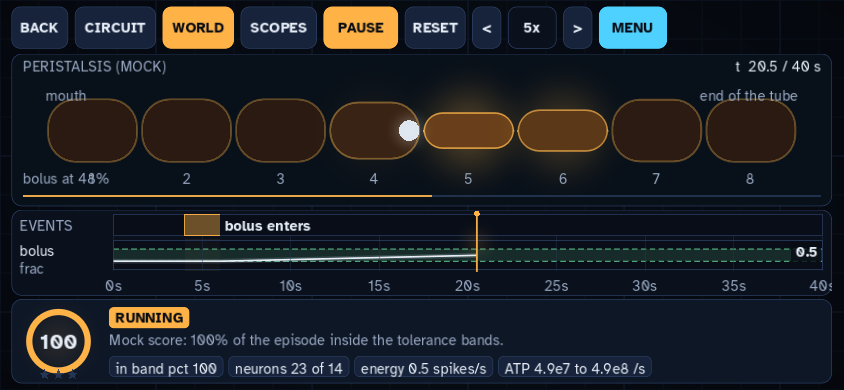 BACK CIRCUIT WORLD SCOPES PAUSE RESET < 5x > MENU
PERISTALSIS (MOCK) t 20.5 / 40 s
mouth end of the tube
bolus at 48% 2 3 4 5 6 7 8
EVENTS bolus enters
bolus 0.5
frac
0s 5s 10s 15s 20s 25s 30s 35s 40s
RUNNING
100 Mock score: 100% of the episode inside the tolerance bands.
in band pct 100 neurons 23 of 14 energy 0.5 spikes/s ATP 4.9e7 to 4.9e8 /s